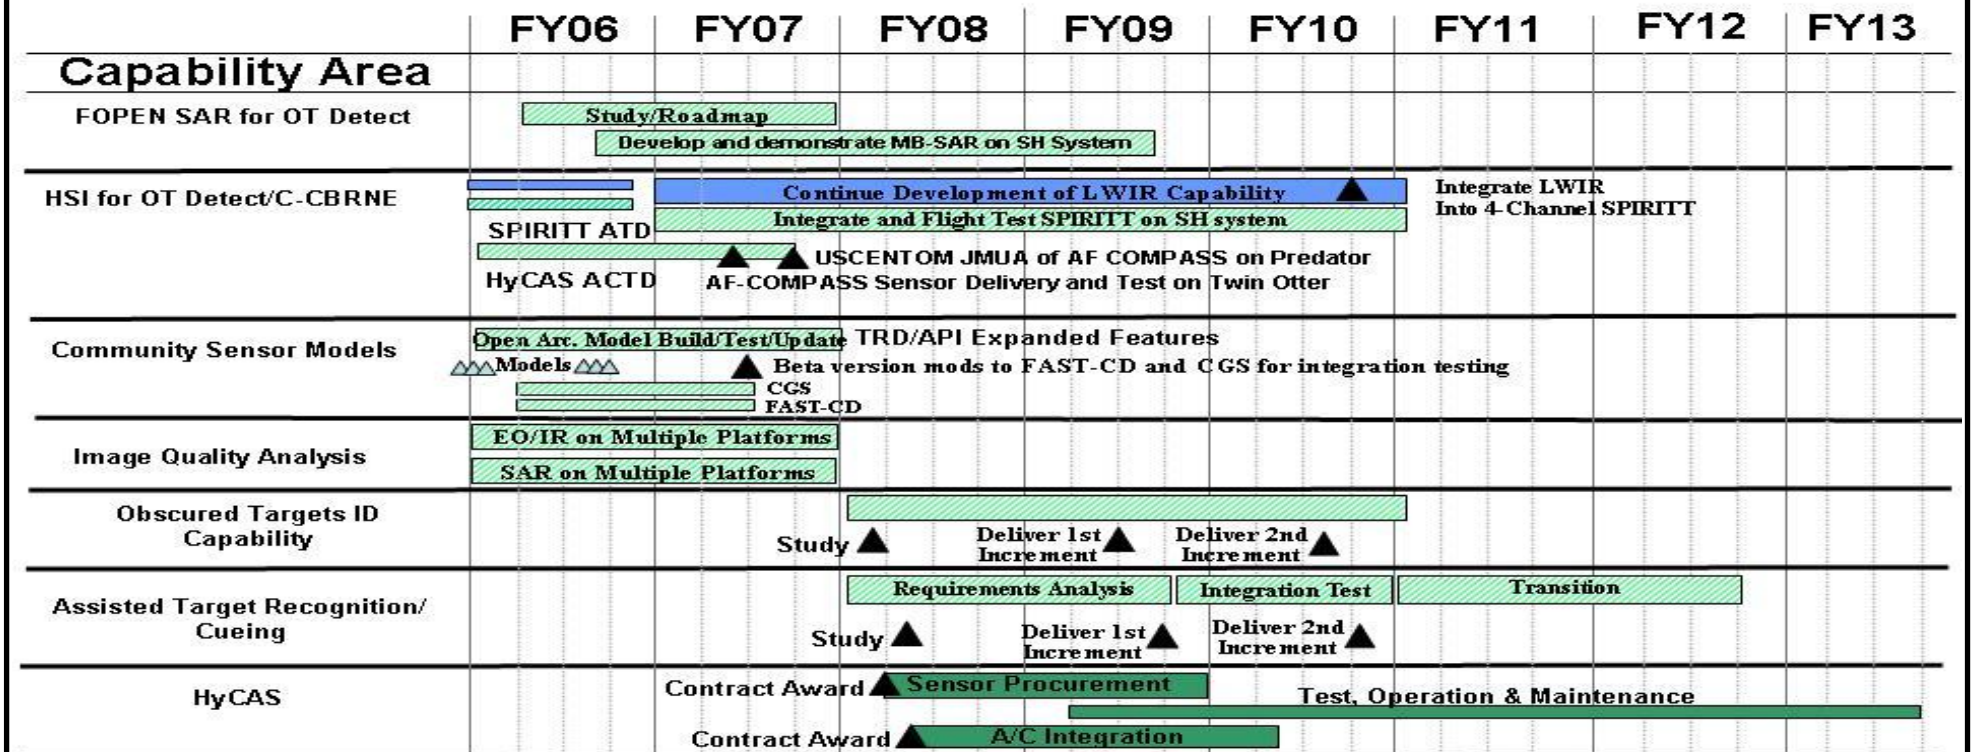 FY06 FY07 FY08 FY09 FY10 FY11 FY12 FY13
Capability Area
FOPEN SAR for OT Detect
Study/Roadmap
Develop and demonstrate MB-SAR on SH System
HSI for OT Detect/C-CBRNE
Continue Development of LWIR Capability
Integrate LWIR
Into 4-Channel SPIRITT
Integrate and Flight Test SPIRITT on SH system
SPIRITT ATD
USCENTOM JMUA of AF COMPASS on Predator
HyCAS ACTD
AF-COMPASS Sensor Delivery and Test on Twin Otter
Community Sensor Models
Open Arc. Model Build/Test/Update
TRD/API Expanded Features
Models
Beta version mods to FAST-CD and CGS for integration testing
CGS
FAST-CD
Image Quality Analysis
EO/IR on Multiple Platforms
SAR on Multiple Platforms
Obscured Targets ID
Capability
Study
Deliver 1st
Increment
Deliver 2nd
Increment
Assisted Target Recognition/
Cueing
Requirements Analysis
Integration Test
Transition
Study
Deliver 1st
Increment
Deliver 2nd
Increment
HyCAS
Contract Award
Sensor Procurement
Test, Operation & Maintenance
Contract Award
A/C Integration